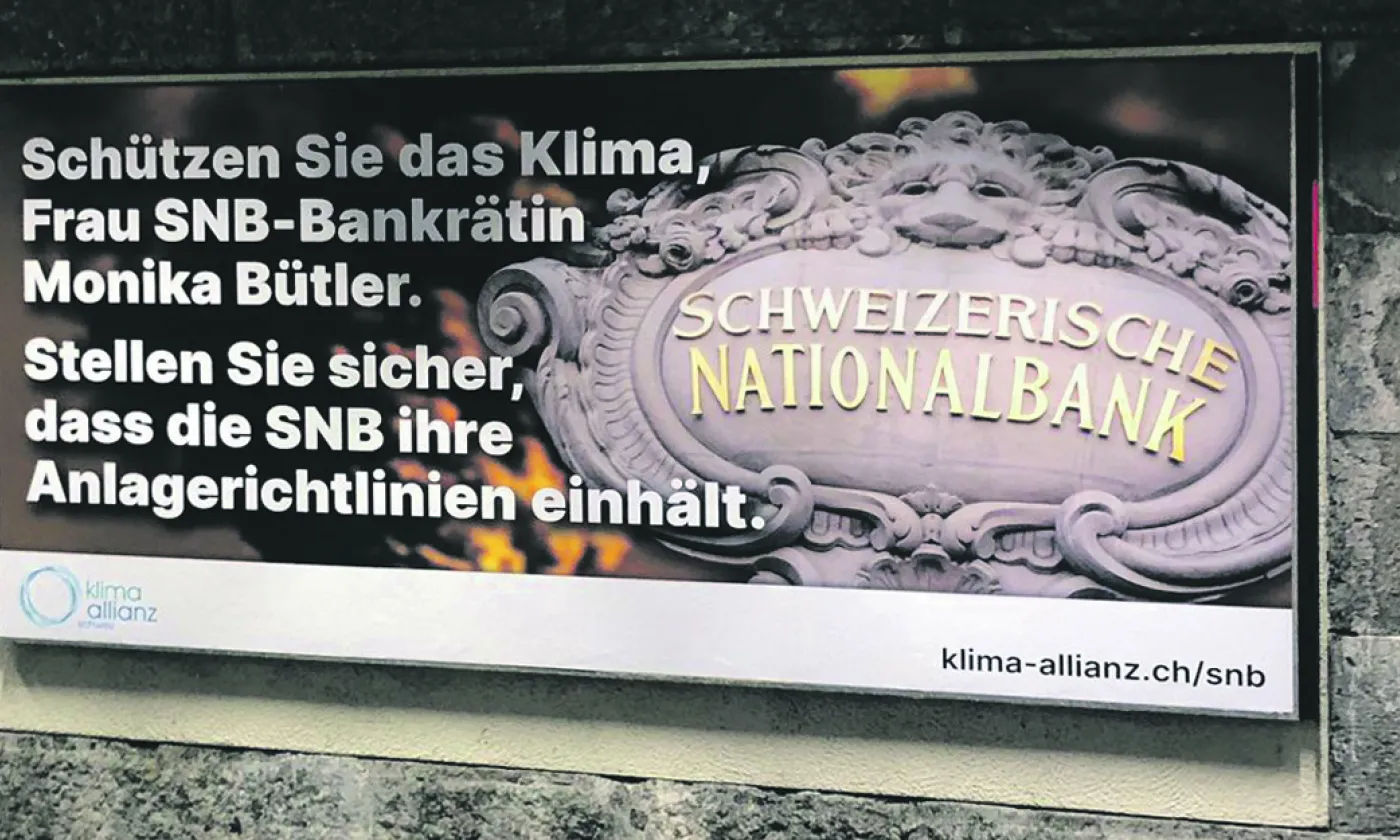 Schützen Sie das Klima,
Frau SNB-Bankrätin
Monika Bütler.
Stellen Sie sicher,
dass die SNB ihre
Anlagerichtlinien einhält.
SCHWEIZERISCHE
NATIONALBANK
klima
allianz
schweiz
klima-allianz.ch/snb